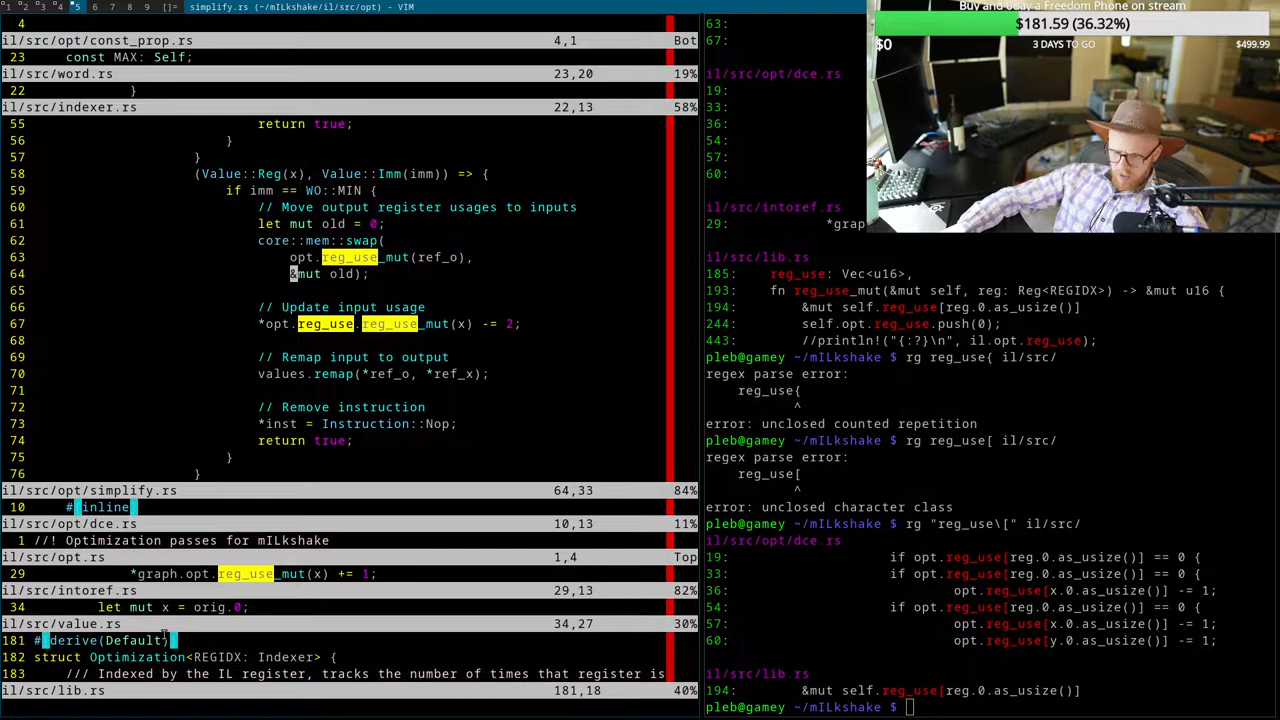 1 2 3 4 5 6 7 8 9 []= simplify.rs (~/mILkshake/il/src/opt) - VIM
4
il/src/opt/const_prop.rs 4,1 Bot
23 const MAX: Self;
il/src/word.rs 23,20 19%
22 }
il/src/indexer.rs 22,13 58%
55 return true;
56 }
57 }
58 (Value::Reg(x), Value::Imm(imm)) => {
59 if imm == WO::MIN {
60 // Move output register usages to inputs
61 let mut old = 0;
62 core::mem::swap(
63 opt.reg_use_mut(ref_o),
64 &mut old);
65
66 // Update input usage
67 *opt.reg_use.reg_use_mut(x) -= 2;
68
69 // Remap input to output
70 values.remap(*ref_o, *ref_x);
71
72 // Remove instruction
73 *inst = Instruction::Nop;
74 return true;
75 }
76 }
il/src/opt/simplify.rs 64,33 84%
10 #[inline]
il/src/opt/dce.rs 10,13 11%
1 //! Optimization passes for mILkshake
il/src/opt.rs 1,4 Top
29 *graph.opt.reg_use_mut(x) += 1;
il/src/intoref.rs 29,13 82%
34 let mut x = orig.0;
il/src/value.rs 34,27 30%
181 #[derive(Default)]
182 struct Optimization<REGIDX: Indexer> {
183 /// Indexed by the IL register, tracks the number of times that register is
il/src/lib.rs 181,18 40%
63:
67:
il/src/opt/dce.rs
19:
33:
36:
54:
57:
60:
il/src/intoref.rs
29: *grap
il/src/lib.rs
185: reg_use: Vec<u16>,
193: fn reg_use_mut(&mut self, reg: Reg<REGIDX>) -> &mut u16 {
194: &mut self.reg_use[reg.0.as_usize()]
244: self.opt.reg_use.push(0);
443: //println!("{:?}\n", il.opt.reg_use);
pleb@gamey ~/mILkshake $ rg reg_use{ il/src/
regex parse error:
reg_use{
^
error: unclosed counted repetition
pleb@gamey ~/mILkshake $ rg reg_use[ il/src/
regex parse error:
reg_use[
^
error: unclosed character class
pleb@gamey ~/mILkshake $ rg "reg_use\[" il/src/
il/src/opt/dce.rs
19: if opt.reg_use[reg.0.as_usize()] == 0 {
33: if opt.reg_use[reg.0.as_usize()] == 0 {
36: opt.reg_use[x.0.as_usize()] -= 1;
54: if opt.reg_use[reg.0.as_usize()] == 0 {
57: opt.reg_use[x.0.as_usize()] -= 1;
60: opt.reg_use[y.0.as_usize()] -= 1;
il/src/lib.rs
194: &mut self.reg_use[reg.0.as_usize()]
pleb@gamey ~/mILkshake $
Buy and 0day a Freedom Phone on stream
$181.59 (36.32%)
$0 3 DAYS TO GO $499.99